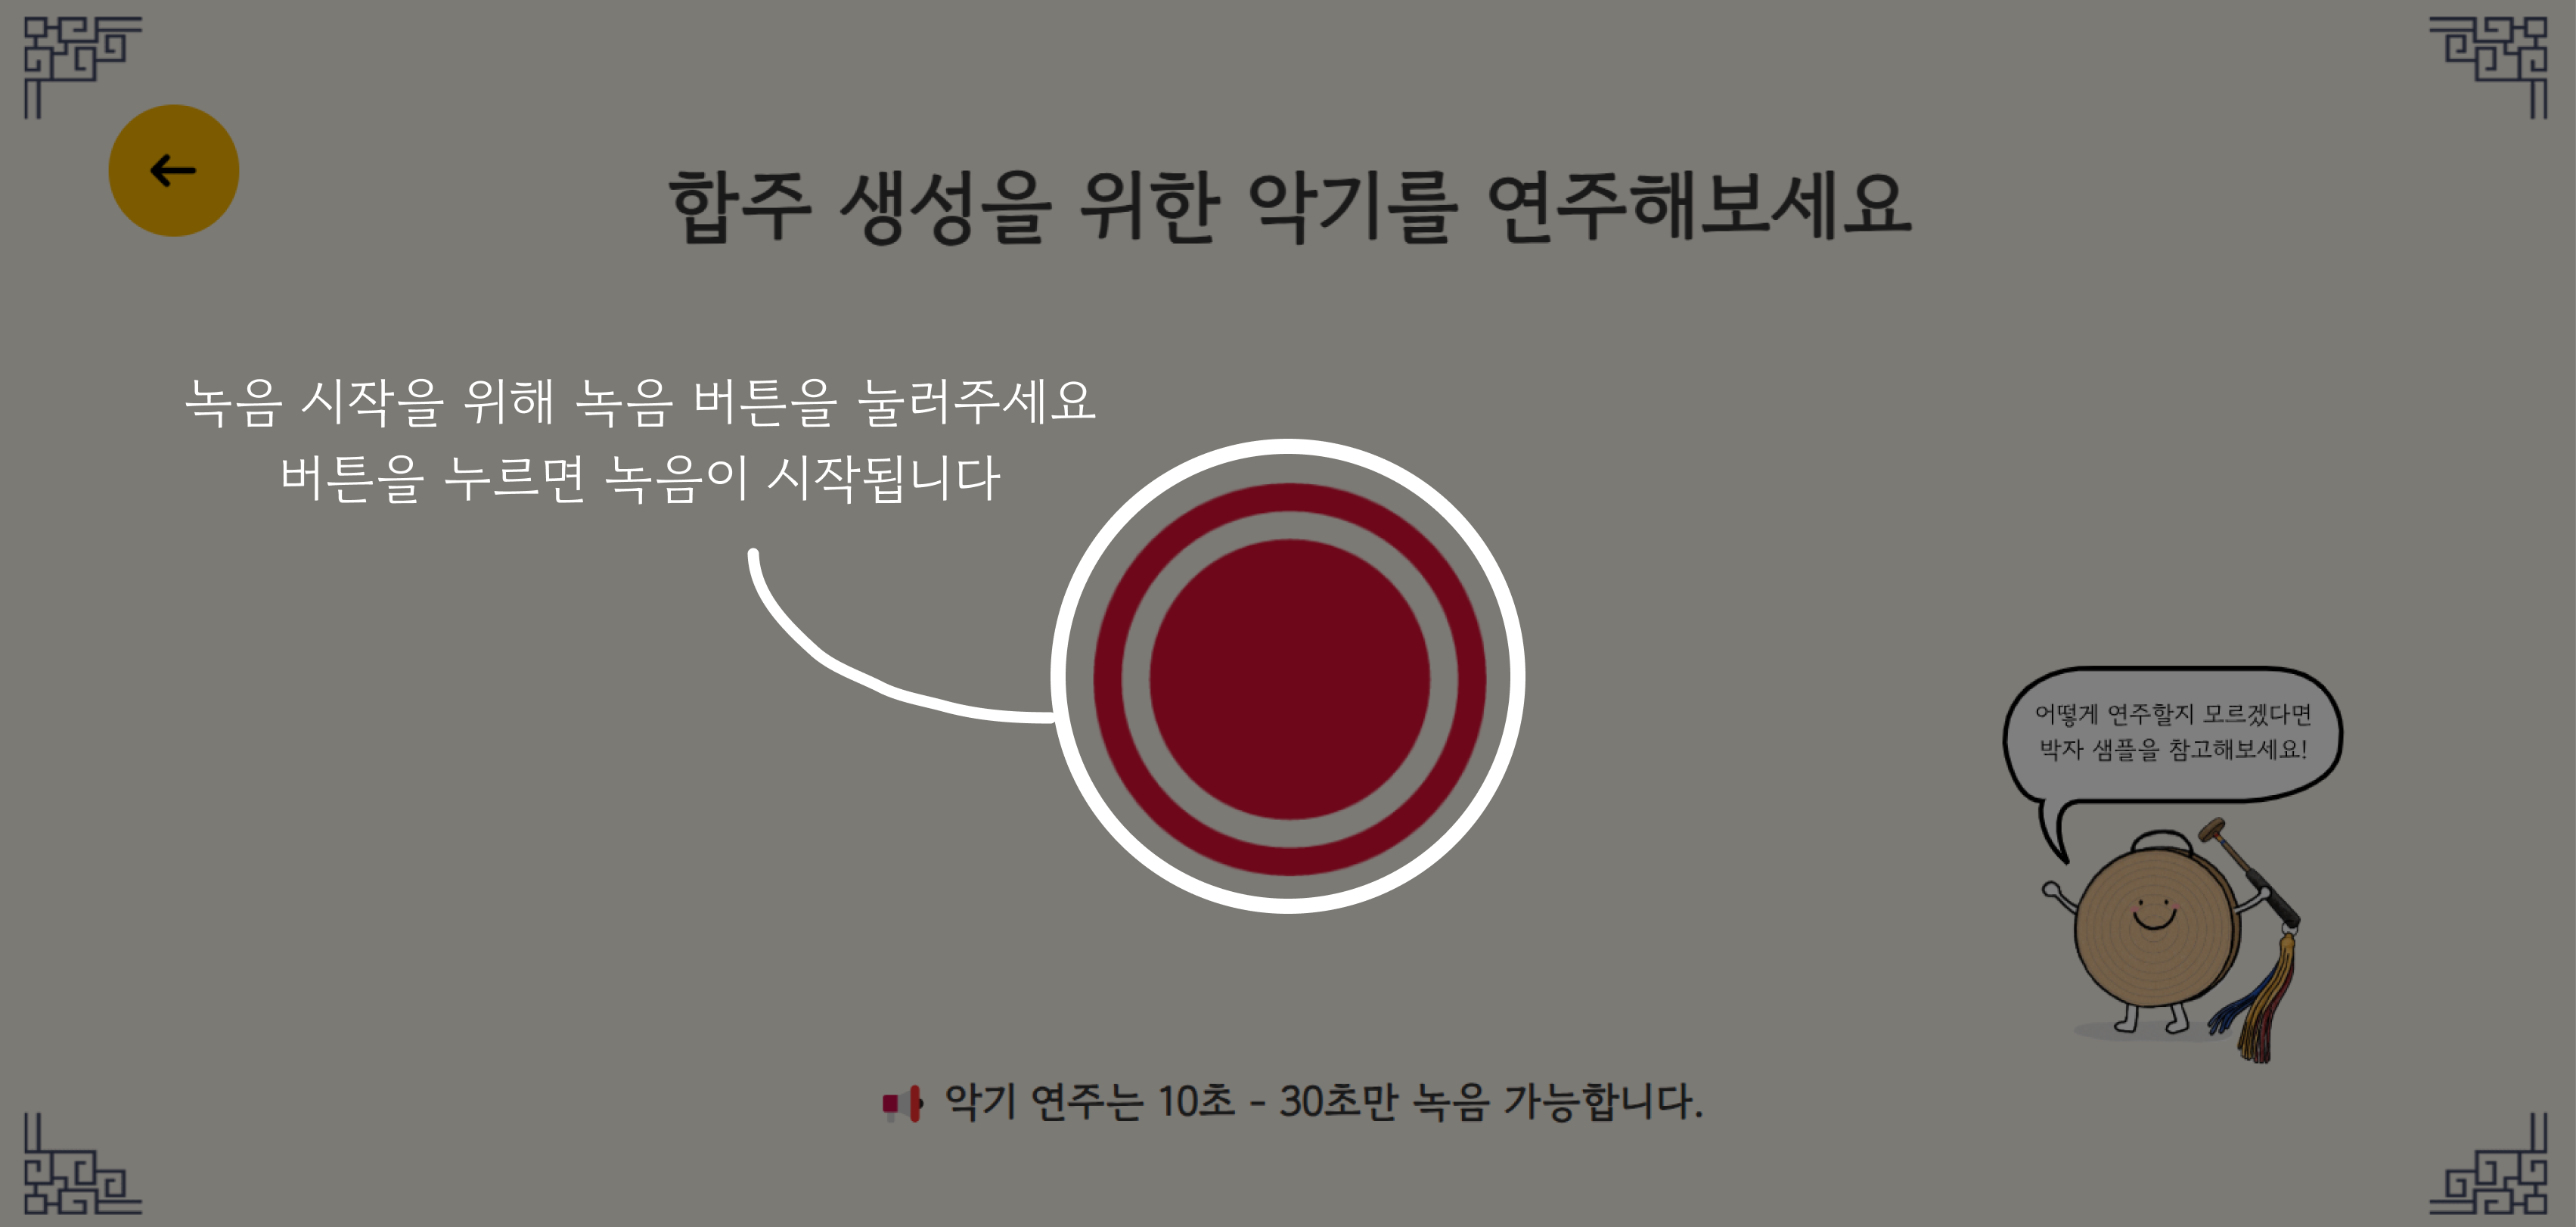 합주 생성을 위한 악기를 연주해보세요
녹음 시작을 위해 녹음 버튼을 눌러주세요
버튼을 누르면 녹음이 시작됩니다
어떻게 연주할지 모르겠다면
박자 샘플을 참고해보세요!
악기 연주는 10초 - 30초만 녹음 가능합니다.